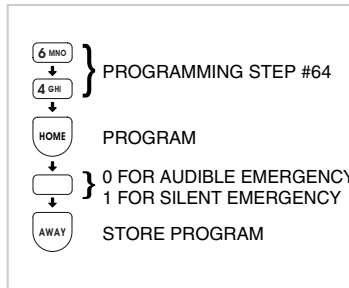 6 MNO
4 GHI
PROGRAMMING STEP #64
HOME
PROGRAM
0 FOR AUDIBLE EMERGENCY
1 FOR SILENT EMERGENCY
AWAY
STORE PROGRAM